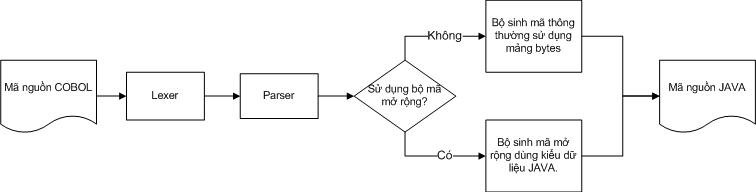 Mã nguồn COBOL
Lexer
Parser
Sử dụng bộ mã
mở rộng?
Không
Bộ sinh mã thông
thường sử dụng
mảng bytes
Có
Bộ sinh mã mở
rộng dùng kiểu dữ
liệu JAVA.
Mã nguồn JAVA